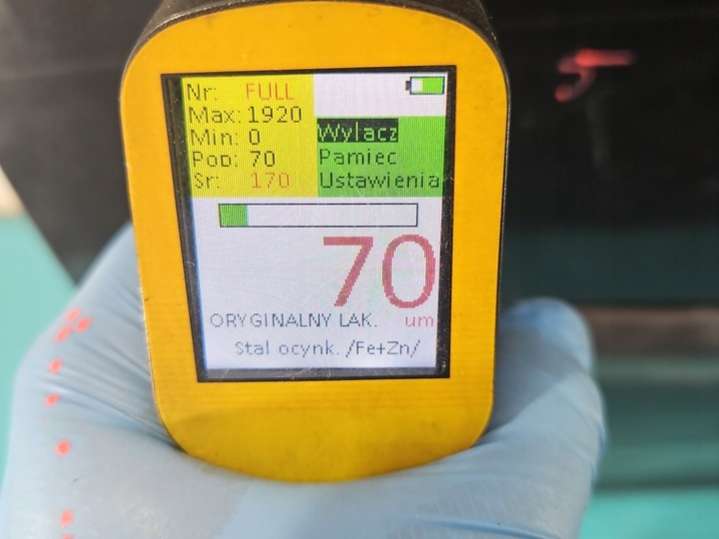 Nr: FULL
Max: 1920
Min: 0
Pop: 70
Sr: 170
Wylacz
Pamiec
Ustawienia
70
ORYGINALNY LAK. um
Stal ocynk. /Fe+Zn/